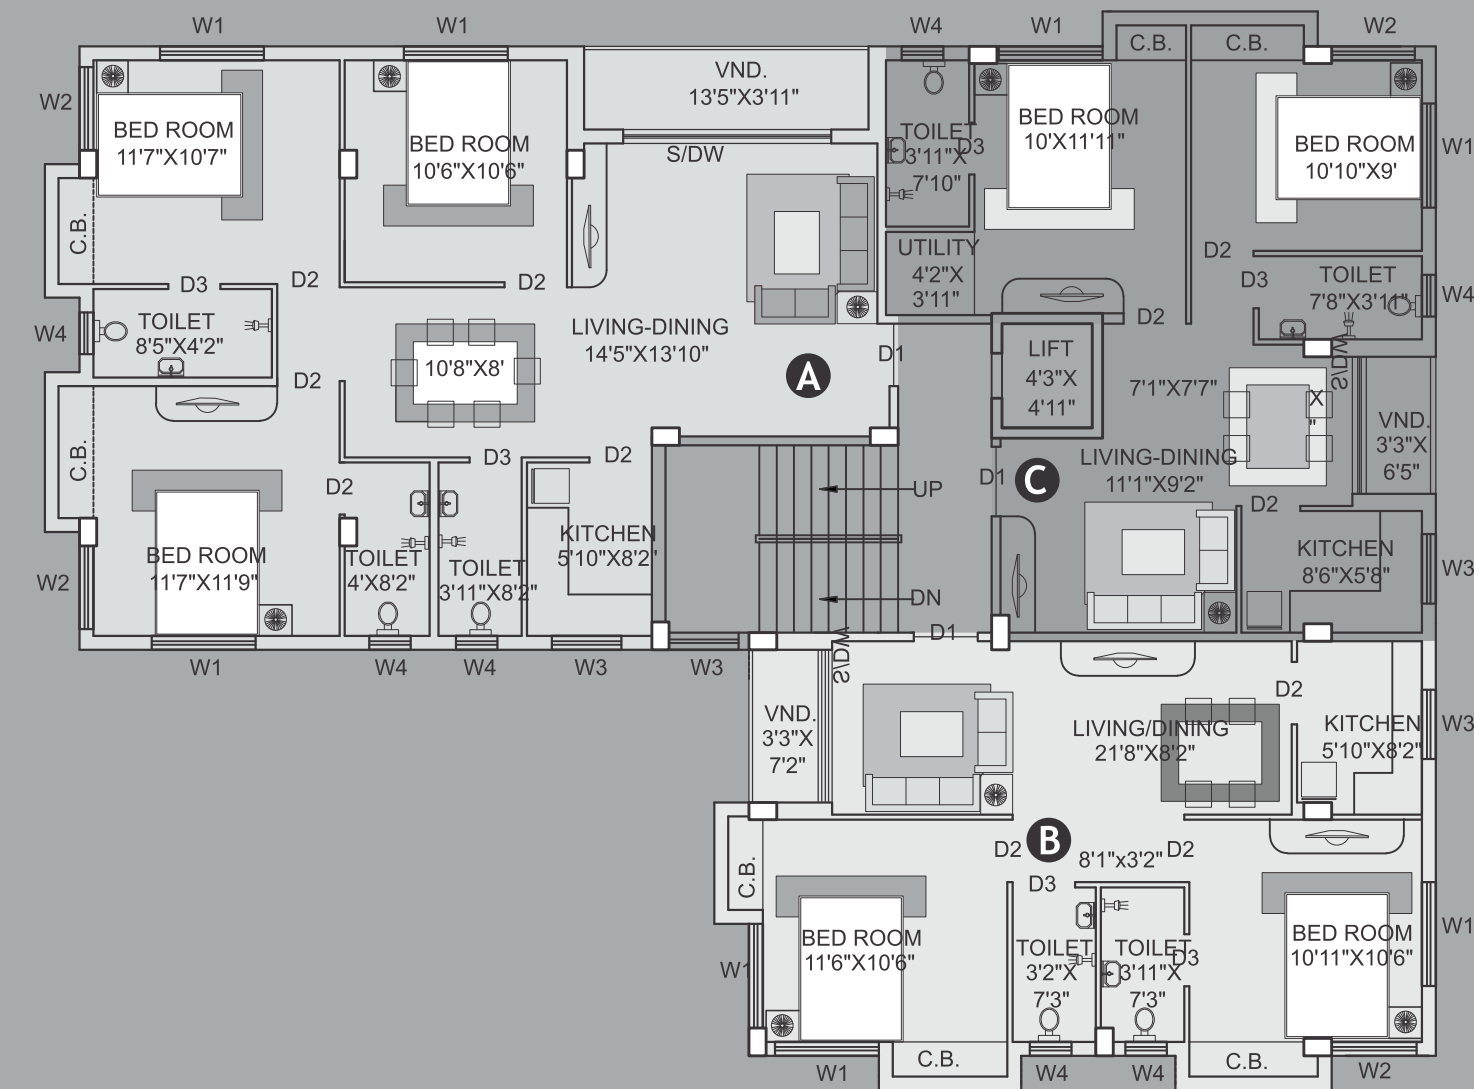 W1
W1
W4
W1
W2
C.B.
C.B.
VND.
13'5"X3'11"
W2
BED ROOM
11'7"X10'7"
BED ROOM
10'6"X10'6"
S/DW
TOILET
3'11"X
7'10"
D3
BED ROOM
10'X11'11"
BED ROOM
10'10"X9'
W1
C.B.
D3
D2
D2
UTILITY
4'2"X
3'11"
D2
D3
TOILET
7'8"X3'11"
W4
W4
TOILET
8'5"X4'2"
LIVING-DINING
14'5"X13'10"
D2
D1
LIFT
4'3"X
4'11"
S/DW
10'8"X8'
A
D2
7'1"X7'7"
X
"
VND.
3'3"X
6'5"
C.B.
D3
D2
LIVING-DINING
11'1"X9'2"
D1
C
D2
UP
D2
KITCHEN
5'10"X8'2"
KITCHEN
8'6"X5'8"
W3
W2
BED ROOM
11'7"X11'9"
TOILET
4'X8'2"
TOILET
3'11"X8'2"
DN
D1
W1
W4
W4
W3
W3
S/DW
D2
VND.
3'3"X
7'2"
LIVING/DINING
21'8"X8'2"
KITCHEN
5'10"X8'2"
W3
C.B.
D2
B
8'1"x3'2"
D2
D3
W1
BED ROOM
11'6"X10'6"
TOILET
3'2"X
7'3"
TOILET
3'11"X
7'3"
D3
BED ROOM
10'11"X10'6"
W1
W1
C.B.
W4
W4
C.B.
W2